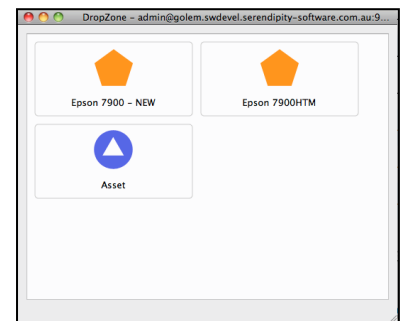 DropZone - admin@golem.swdevel.serendipity-software.com.au:9...
Epson 7900 - NEW
Epson 7900HTM
Asset